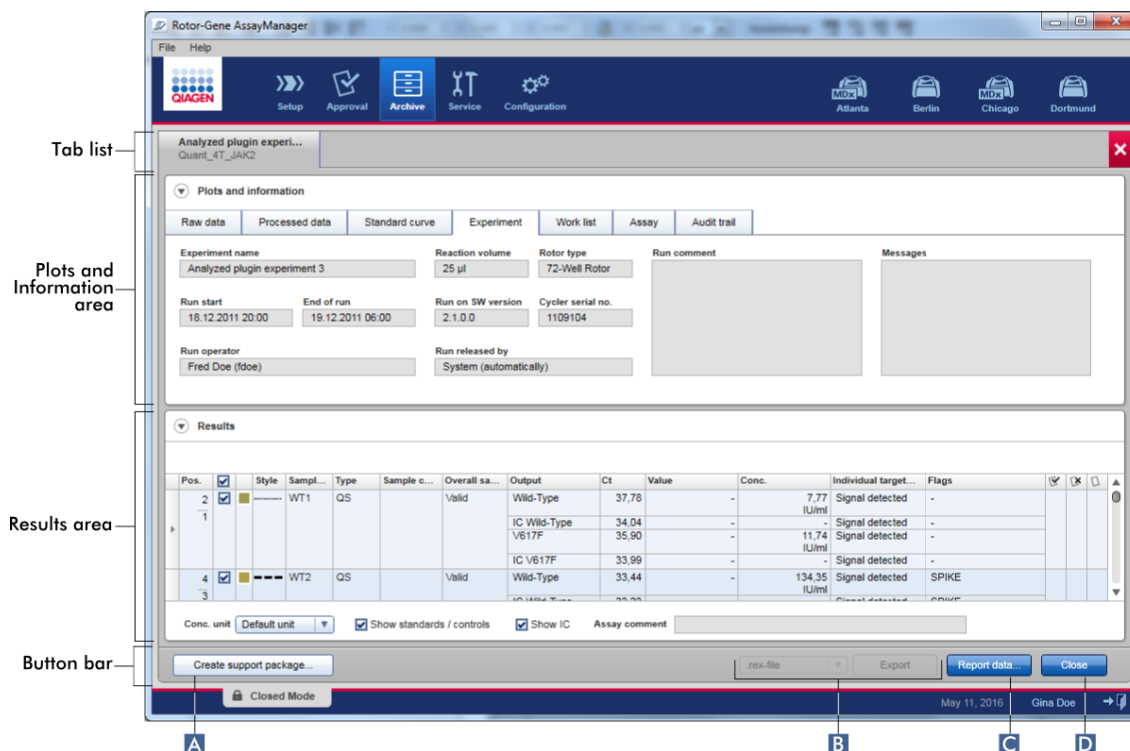 Rotor-Gene AssayManager
File Help
QIAGEN
Setup Approval Archive Service Configuration
MDx Atlanta Berlin MDx Chicago Dortmund
Tab list
Analyzed plugin experi...
Quant_4T_JAK2
Plots and Information area
Plots and information
Raw data Processed data Standard curve Experiment Work list Assay Audit trail
Experiment name Reaction volume Rotor type Run comment Messages
Analyzed plugin experiment 3 25 µl 72-Well Rotor
Run start End of run Run on SW version Cycler serial no.
18.12.2011 20:00 19.12.2011 06:00 2.1.0.0 1109104
Run operator Run released by
Fred Doe (fdoe) System (automatically)
Results area
Results
Pos. Style Sampl... Type Sample c... Overall sa... Output Ct Value Conc. Individual target... Flags
2 1 WT1 QS Valid Wild-Type 37,78 - 7,77 IU/ml Signal detected -
IC Wild-Type 34,04 - - Signal detected -
V617F 35,90 - 11,74 IU/ml Signal detected -
IC V617F 33,99 - - Signal detected -
4 3 WT2 QS Valid Wild-Type 33,44 - 134,35 IU/ml Signal detected SPIKE
Conc. unit Default unit Show standards / controls Show IC Assay comment
Button bar
Create support package... .rex-file Export Report data... Close
Closed Mode
May 11, 2016 Gina Doe
A B C D